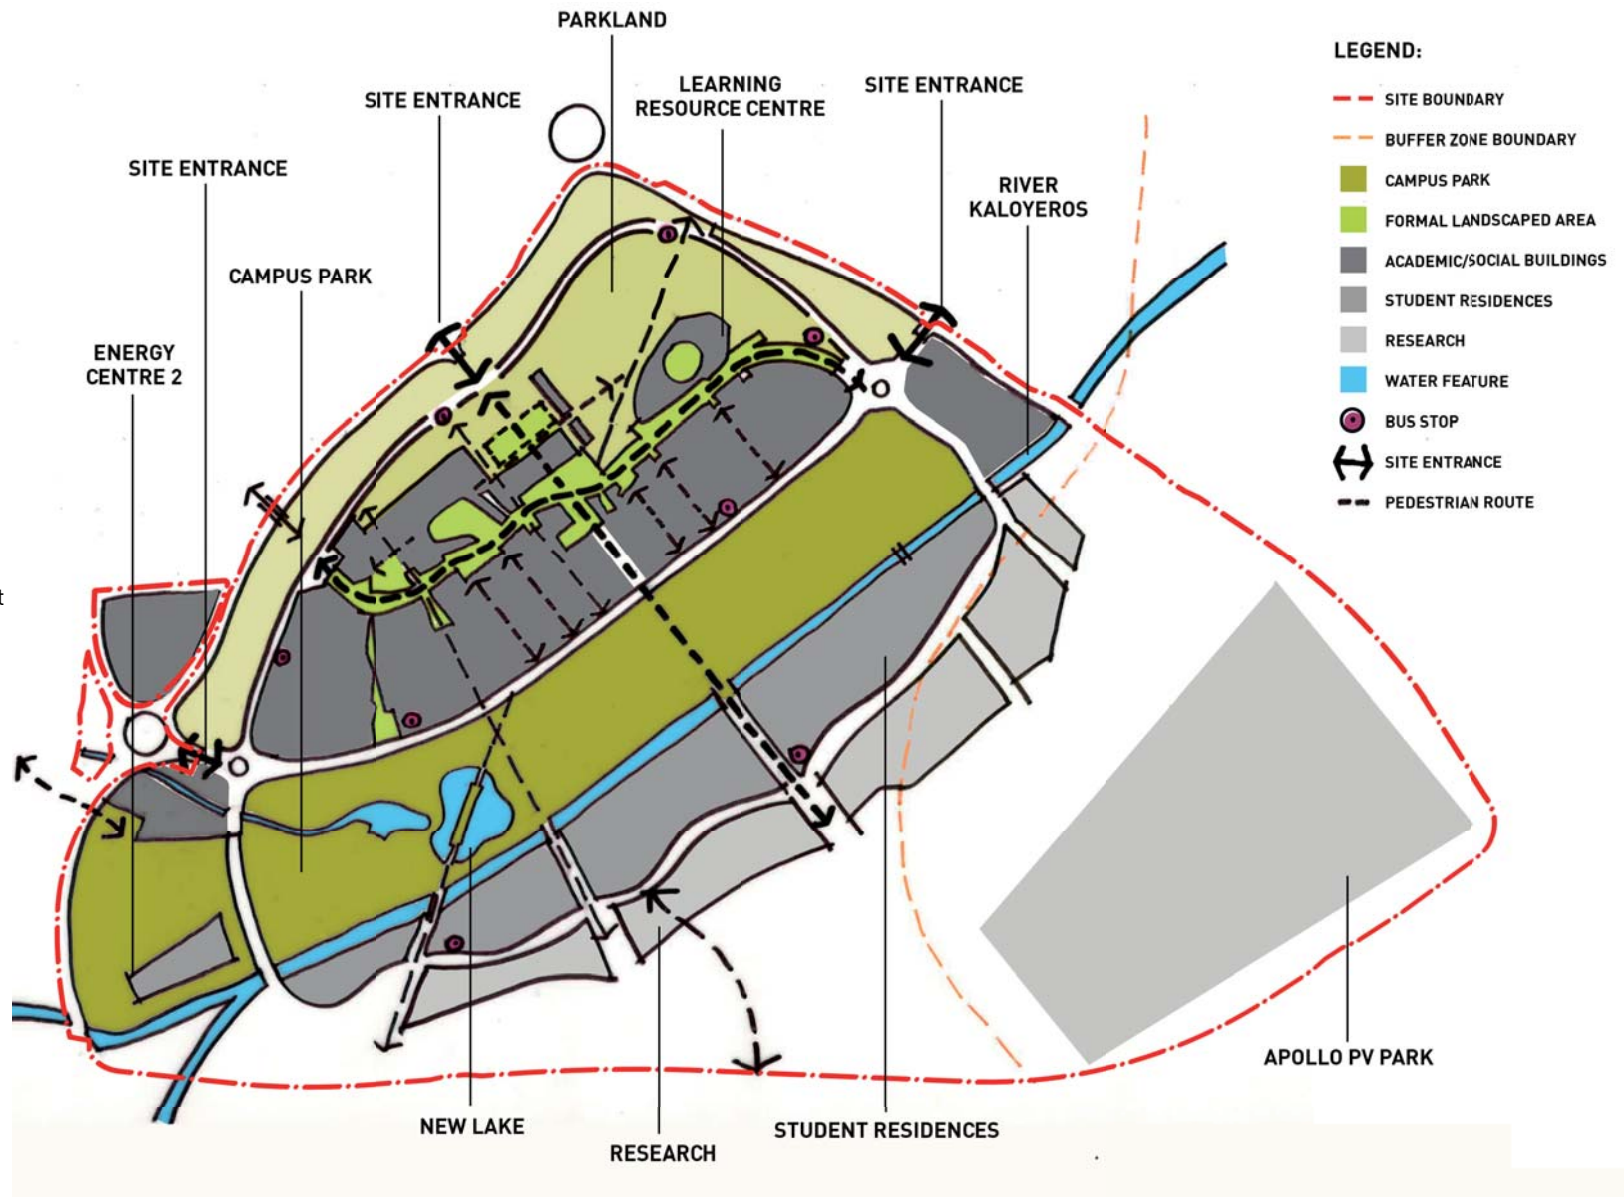 PARKLAND
LEARNING
RESOURCE CENTRE
SITE ENTRANCE
SITE ENTRANCE
SITE ENTRANCE
RIVER
KALOYEROS
CAMPUS PARK
ENERGY
CENTRE 2
LEGEND:
SITE BOUNDARY
BUFFER ZONE BOUNDARY
CAMPUS PARK
FORMAL LANDSCAPED AREA
ACADEMIC/SOCIAL BUILDINGS
STUDENT RESIDENCES
RESEARCH
WATER FEATURE
BUS STOP
SITE ENTRANCE
PEDESTRIAN ROUTE
t
APOLLO PV PARK
NEW LAKE
RESEARCH
STUDENT RESIDENCES